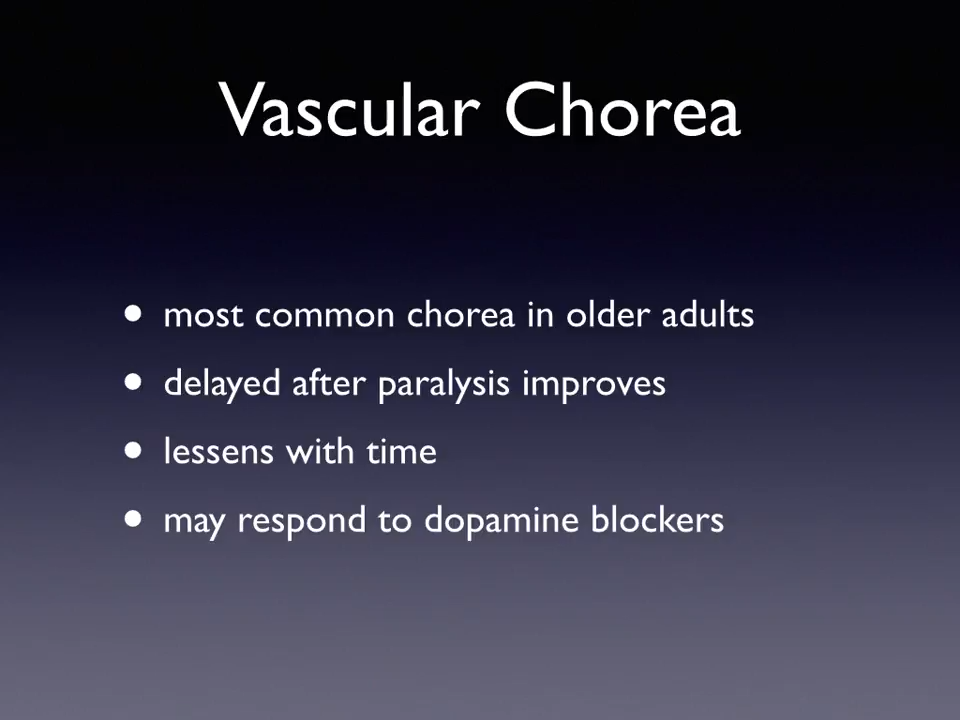 Vascular Chorea
• most common chorea in older adults
• delayed after paralysis improves
• lessens with time
• may respond to dopamine blockers